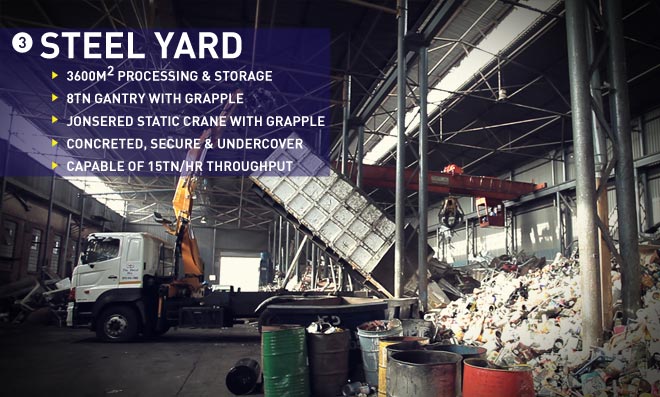 3 STEEL YARD
3600M² PROCESSING & STORAGE
8TN GANTRY WITH GRAPPLE
JONSERED STATIC CRANE WITH GRAPPLE
CONCRETED, SECURE & UNDERCOVER
CAPABLE OF 15TN/HR THROUGHPUT